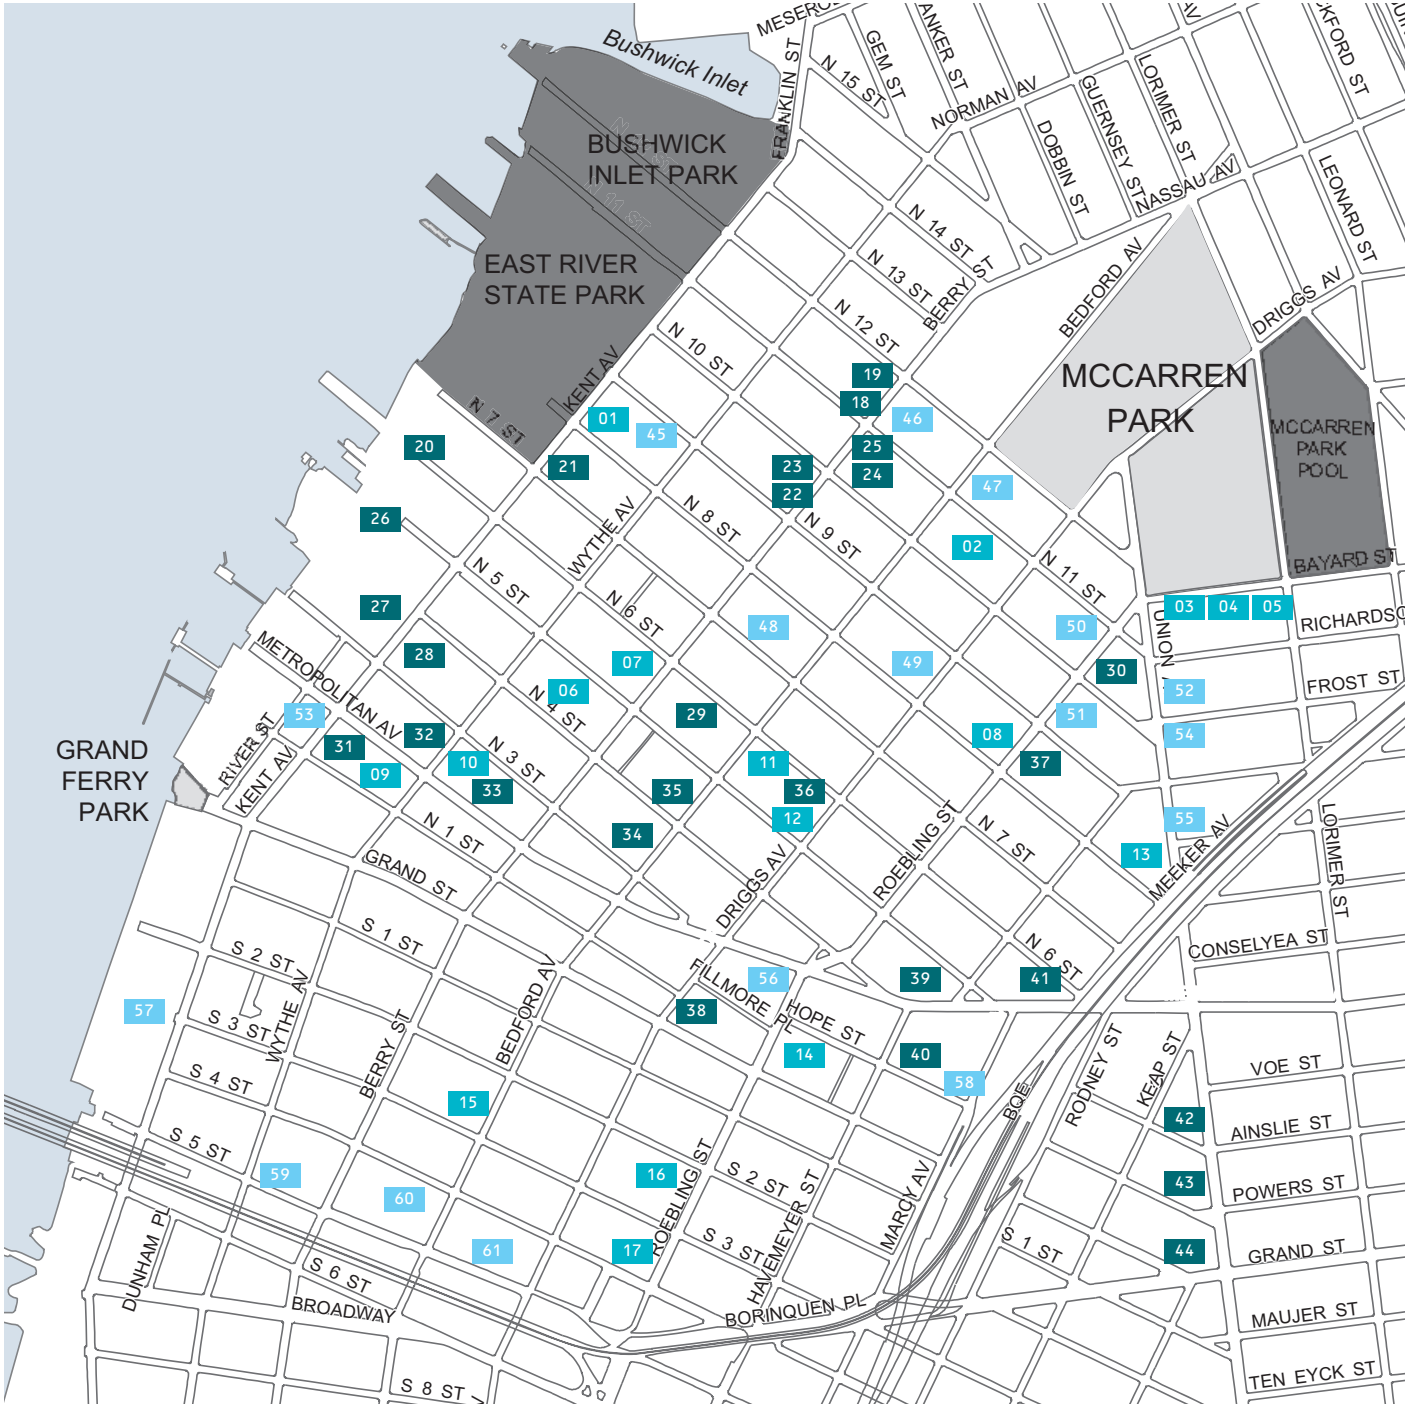 MESEROL
ANKER ST
GEM ST
AV
CKFORD ST
Bushwick Inlet
FRANKLIN ST
N 15 ST
NORMAN AV
GUERNSEY ST
LORIMER ST
DOBBIN ST
NASSAU AV
LEONARD ST
BUSHWICK
INLET PARK
N 11 ST
N 14 ST
N 13 ST
BERRY ST
BEDFORD AV
DRIGGS AV
EAST RIVER
STATE PARK
N 12 ST
N 10 ST
KENT AV
N 7 ST
MCCARREN
PARK
MCCARREN
PARK
POOL
19
18
01
45
46
20
21
23
25
22
24
47
26
WYTHE AV
N 8 ST
N 9 ST
02
N 11 ST
BAYARD ST
N 5 ST
N 6 ST
27
48
50
03
04
05
UNION
RICHARDSO
METROPOLITAN AV
28
07
49
30
52
FROST ST
06
N 4 ST
53
29
51
54
RIVER ST
KENT AV
31
32
N 3 ST
08
GRAND
FERRY
PARK
09
10
11
37
33
35
36
12
55
N 1 ST
34
ROEBLING ST
N 7 ST
13
MEEKER AV
LORIMER ST
GRAND ST
DRIGGS AV
S 1 ST
S 2 ST
N 6 ST
CONSELYEA ST
FILLMORE PL
56
39
41
57
S 3 ST
WYTHE AV
BERRY ST
BEDFORD AV
38
HOPE ST
14
40
58
BQE
RODNEY ST
KEAP ST
VOE ST
S 4 ST
15
42
AINSLIE ST
S 5 ST
59
60
16
ROEBLING ST
S 2 ST
HAVEMEYER ST
MARCY AV
43
POWERS ST
DUNHAM PL
61
17
S 3 ST
S 1 ST
44
GRAND ST
S 6 ST
BROADWAY
BORINQUEN PL
MAUJER ST
S 8 ST
TEN EYCK ST